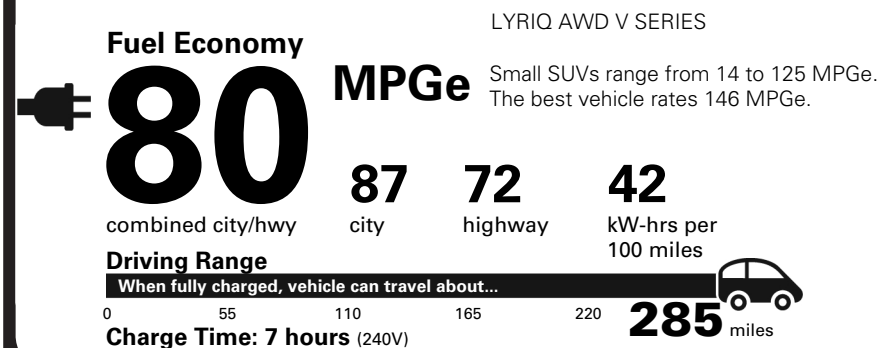 LYRIQ AWD V SERIES
Fuel Economy
80
MPGe
Small SUVs range from 14 to 125 MPGe.
The best vehicle rates 146 MPGe.
87 72 42
combined city/hwy city highway kW-hrs per
100 miles
Driving Range
When fully charged, vehicle can travel about...
0 55 110 165 220 285 miles
Charge Time: 7 hours (240V)